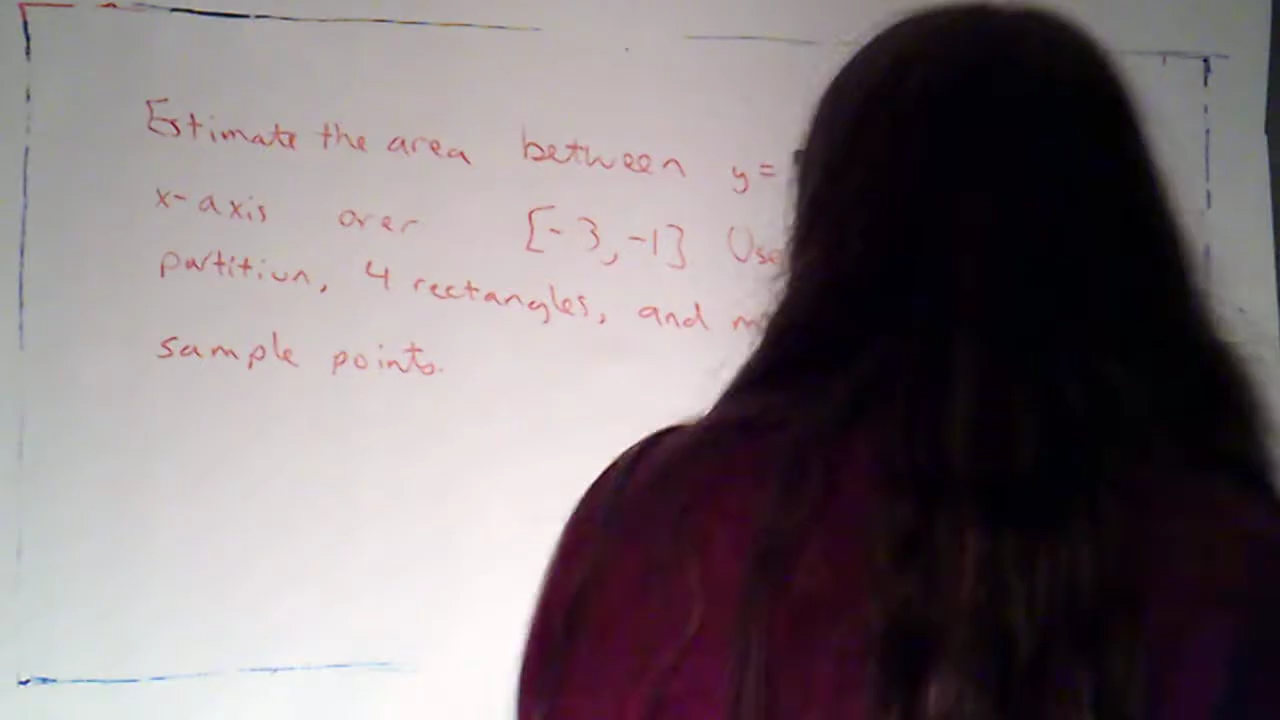 Estimate the area between y=
x-axis over [-3,-1] Use
partition, 4 rectangles, and
sample points.